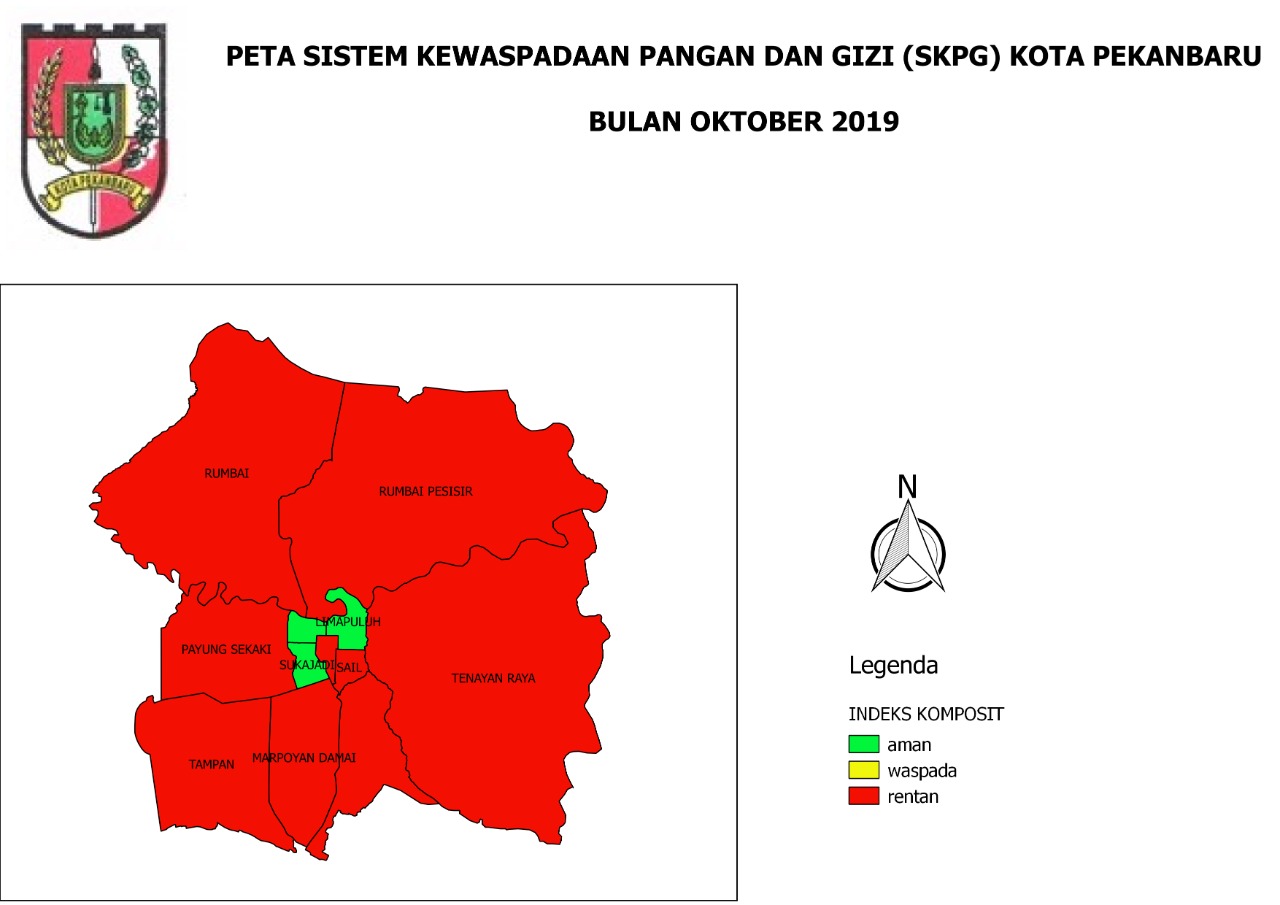 PETA SISTEM KEWASPADAAN PANGAN DAN GIZI (SKPG) KOTA PEKANBARU
BULAN OKTOBER 2019
KOTA PEKANBARU
RUMBAI
RUMBAI PESISIR
LIMAPULUH
PAYUNG SEKAKI
SUKAJADI
SAIL
TENAYAN RAYA
MARPOYAN DAMAI
TAMPAN
N
Legenda
INDEKS KOMPOSIT
aman
waspada
rentan